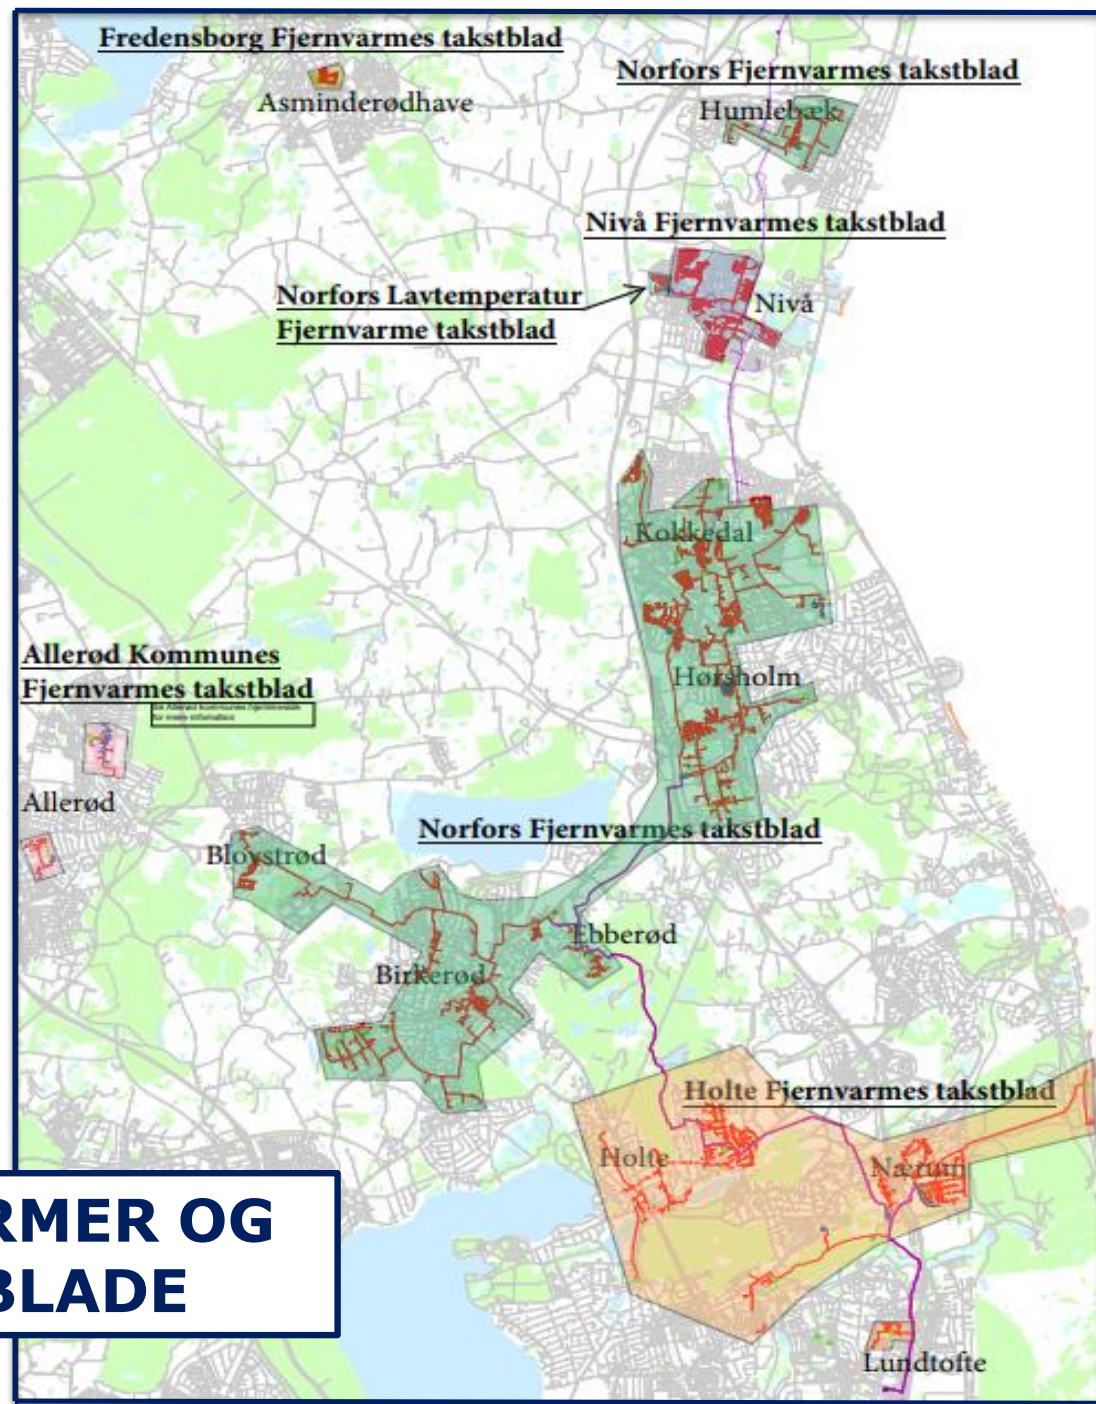 Fredensborg Fjernvarmes takstblad
Norfors Fjernvarmes takstblad
Asminderødhave
Humlebæk
Nivå Fjernvarmes takstblad
Norfors Lavtemperatur
Fjernvarme takstblad
Nivå
Kokkedal
Allerød Kommunes
Fjernvarmes takstblad
Hørsholm
Allerød
Norfors Fjernvarmes takstblad
Blovstrød
Ebberød
Birkerød
Holte Fjernvarmes takstblad
Holte
Nærum
RMER OG
BLADE
Lundtofte